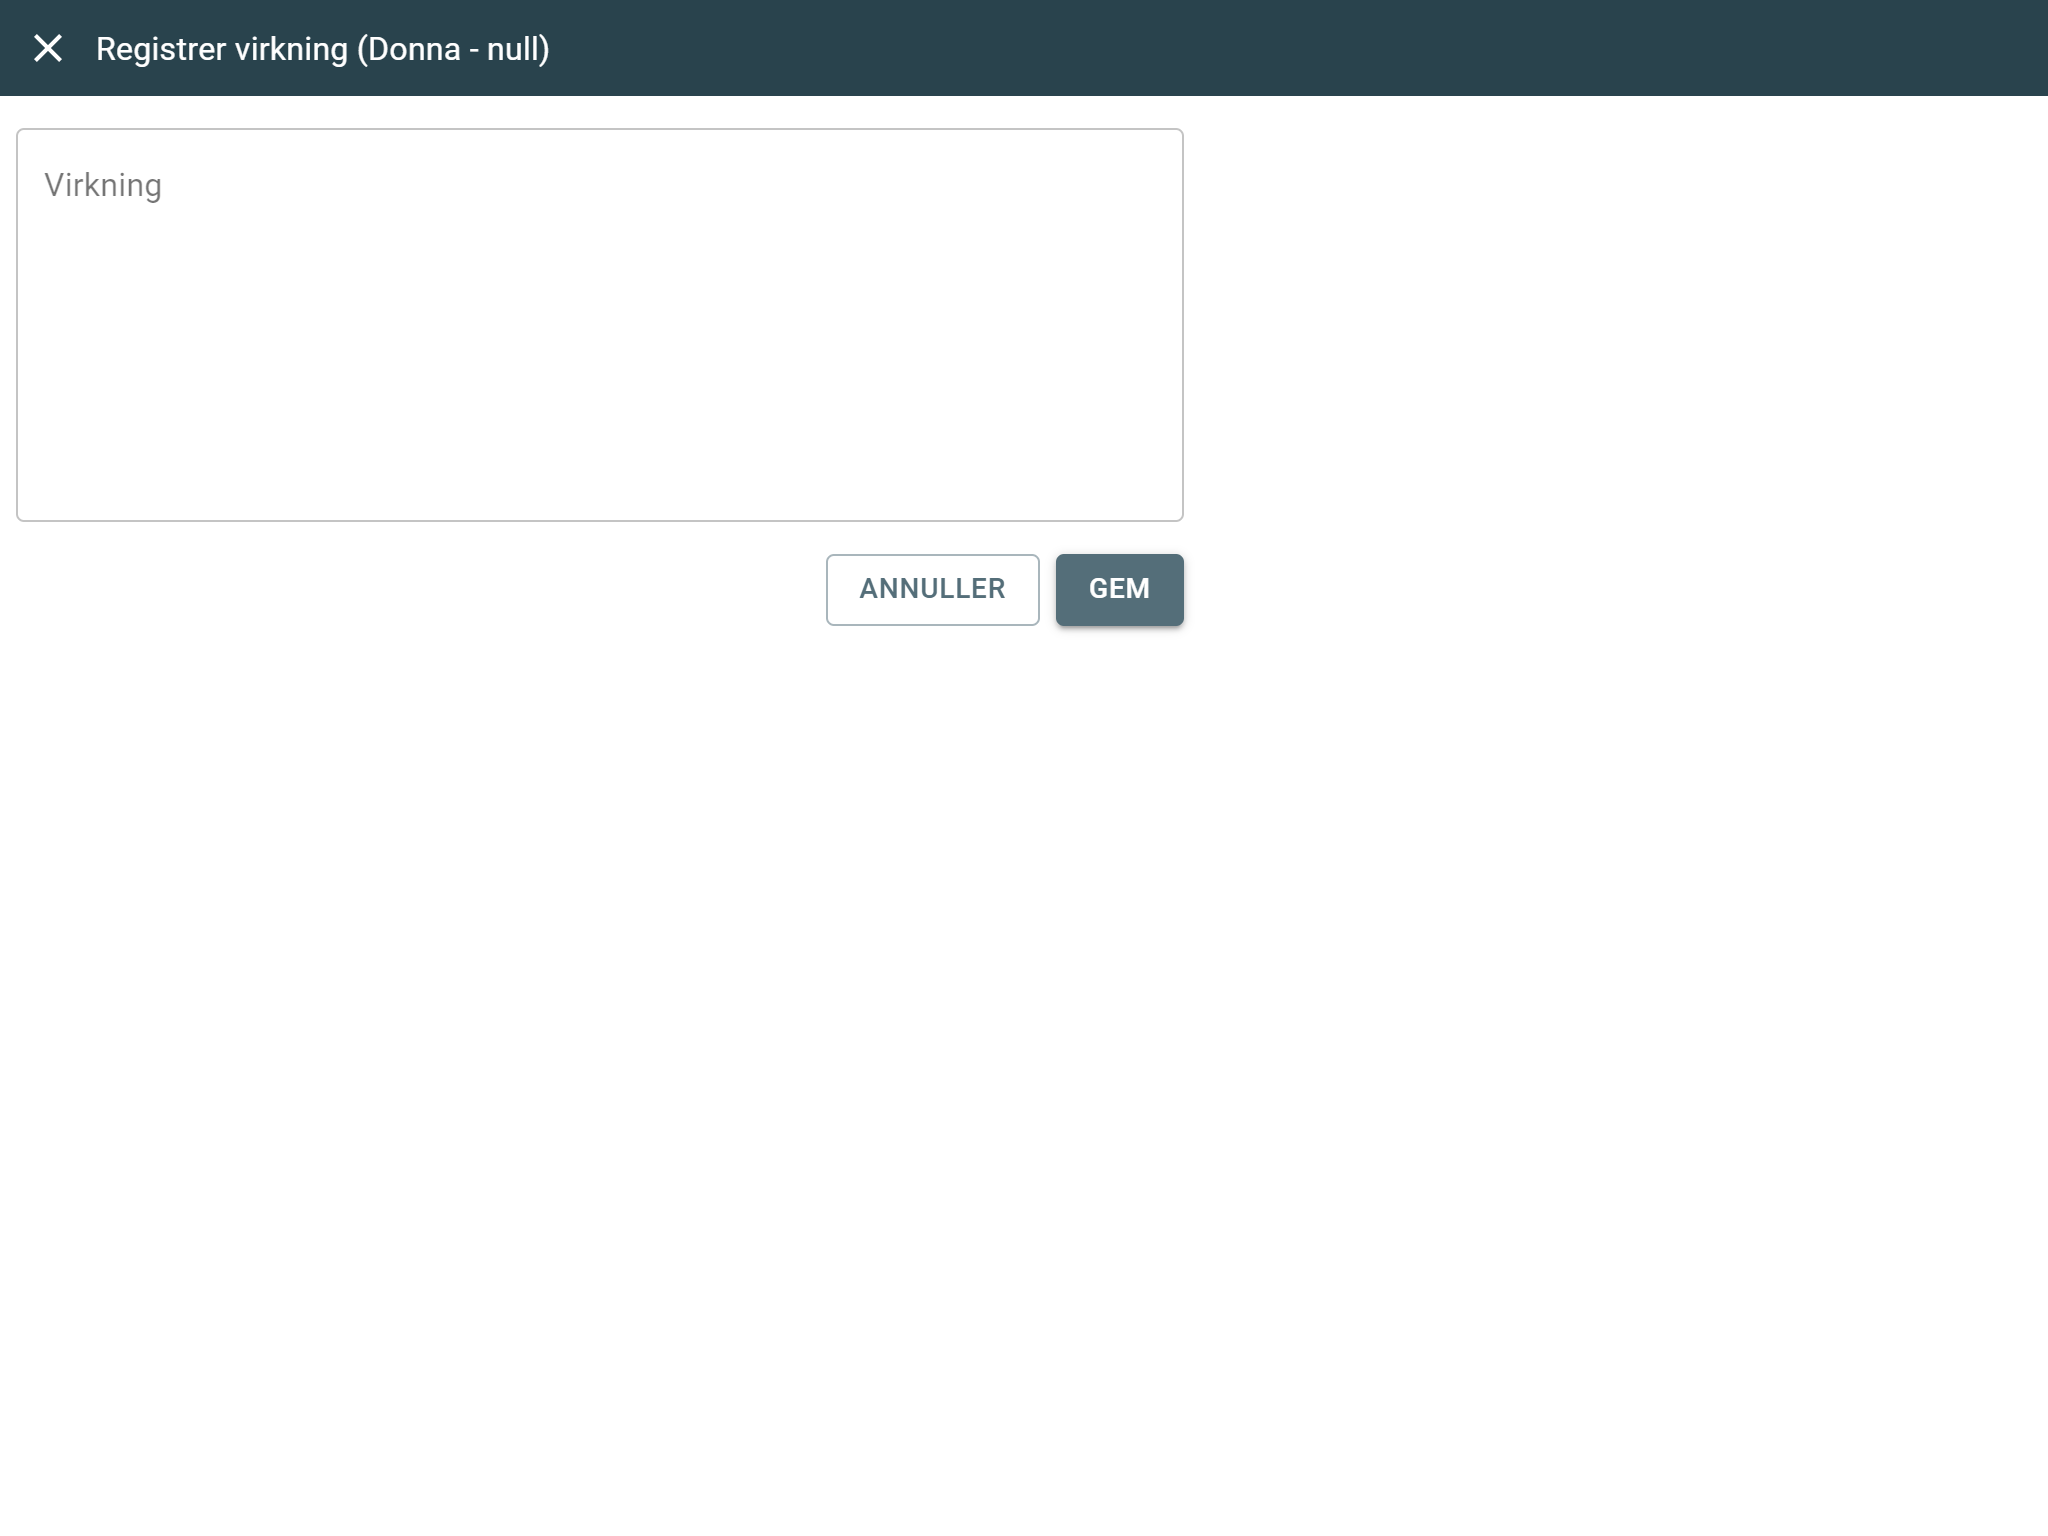 Registrer virkning (Donna - null)
Virkning
ANNULLER
GEM